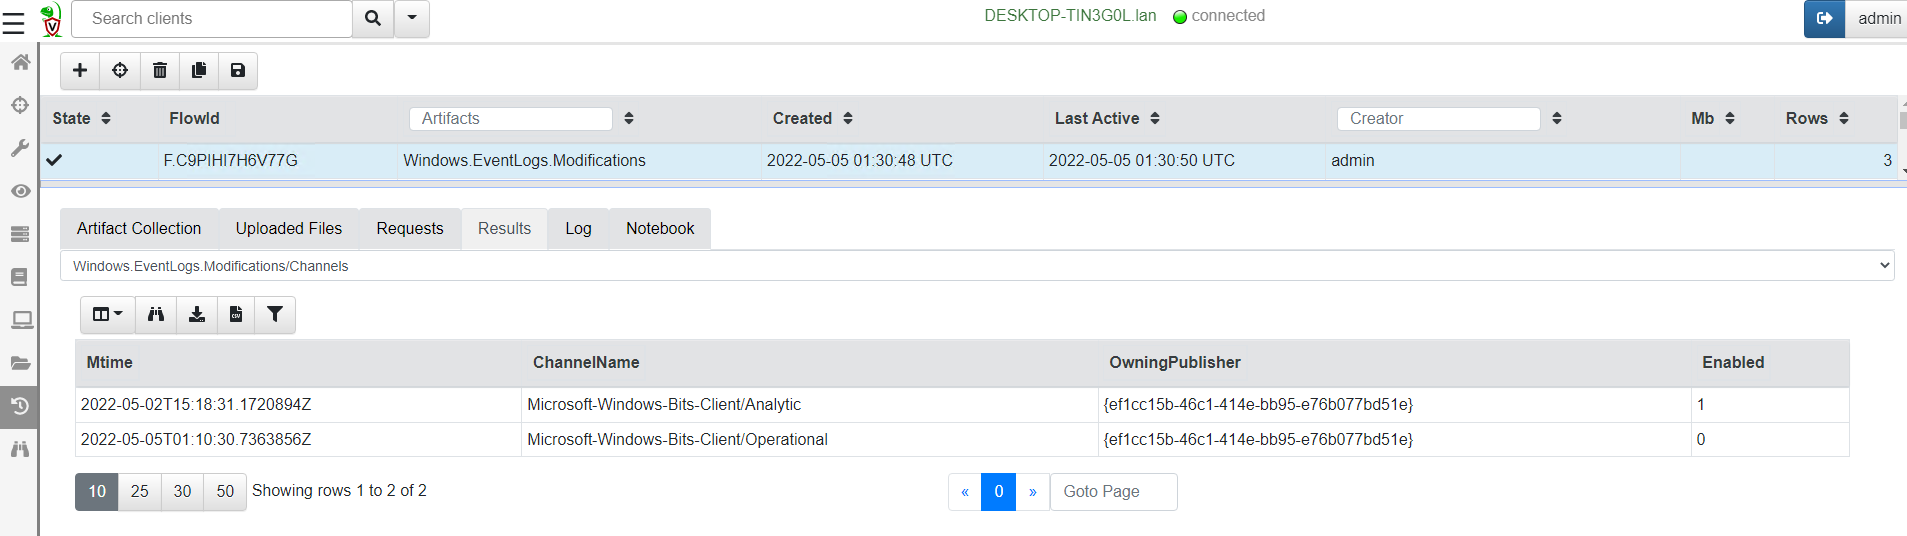 Search clients
DESKTOP-TIN3G0L.lan connected
admin
State FlowId Artifacts Created Last Active Creator Mb Rows
F.C9PIHI7H6V77G Windows.EventLogs.Modifications 2022-05-05 01:30:48 UTC 2022-05-05 01:30:50 UTC admin 3
Artifact Collection Uploaded Files Requests Results Log Notebook
Windows.EventLogs.Modifications/Channels
Mtime ChannelName OwningPublisher Enabled
2022-05-02T15:18:31.1720894Z Microsoft-Windows-Bits-Client/Analytic {ef1cc15b-46c1-414e-bb95-e76b077bd51e} 1
2022-05-05T01:10:30.7363856Z Microsoft-Windows-Bits-Client/Operational {ef1cc15b-46c1-414e-bb95-e76b077bd51e} 0
10 25 30 50 Showing rows 1 to 2 of 2 « 0 » Goto Page